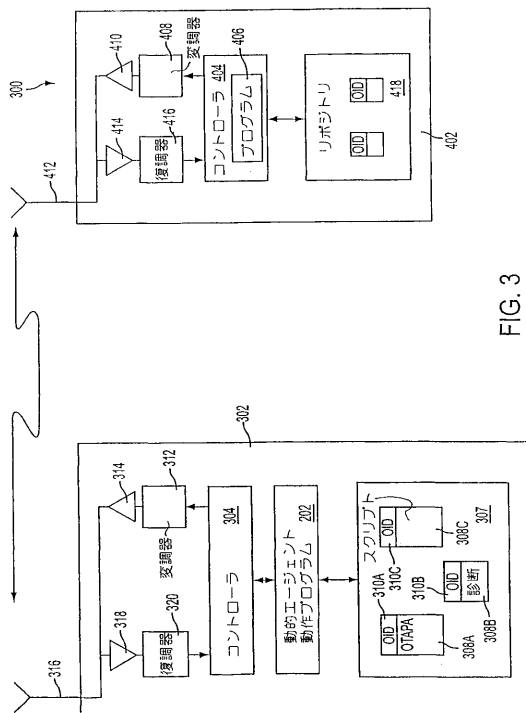 300
316
412
318
314
414
410
復調器
320
変調器
312
復調器
416
変調器
408
302
コントローラ
304
コントローラ 404
プログラム
406
動的エージェント
動作プログラム
202
リポジトリ
OID
OID
418
402
スクリプト
310A
OID
OTAPA
308A
310C
OID
308C
310B
OID
診断
308B
307
FIG. 3